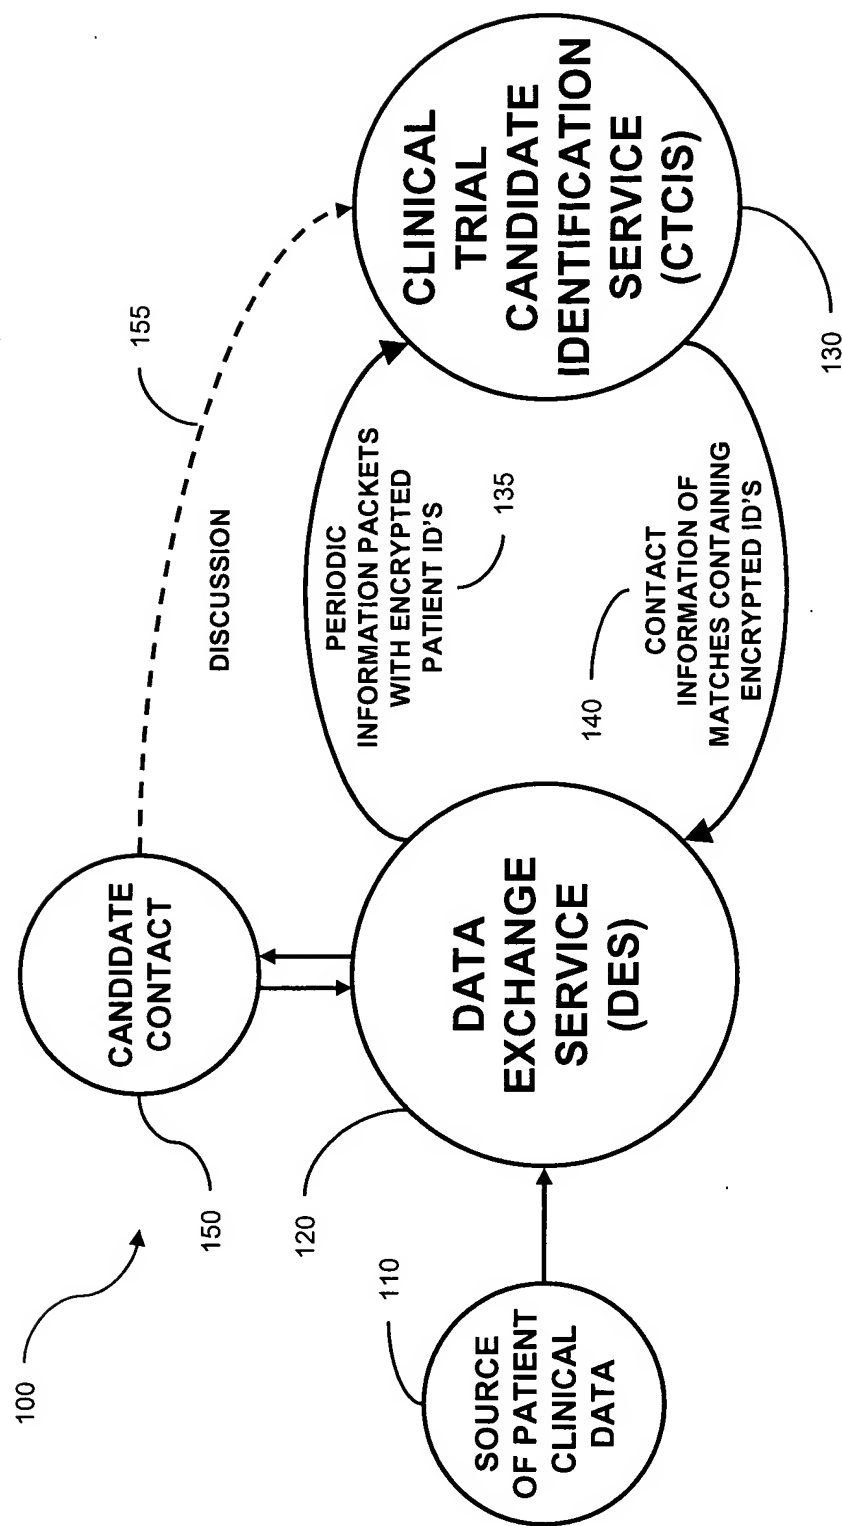 100
150
CANDIDATE
CONTACT
DISCUSSION
155
120
110
SOURCE
OF PATIENT
CLINICAL
DATA
DATA
EXCHANGE
SERVICE
(DES)
PERIODIC
INFORMATION PACKETS
WITH ENCRYPTED
PATIENT ID'S
135
140
CONTACT
INFORMATION OF
MATCHES CONTAINING
ENCRYPTED ID'S
CLINICAL
TRIAL
CANDIDATE
IDENTIFICATION
SERVICE
(CTCIS)
130